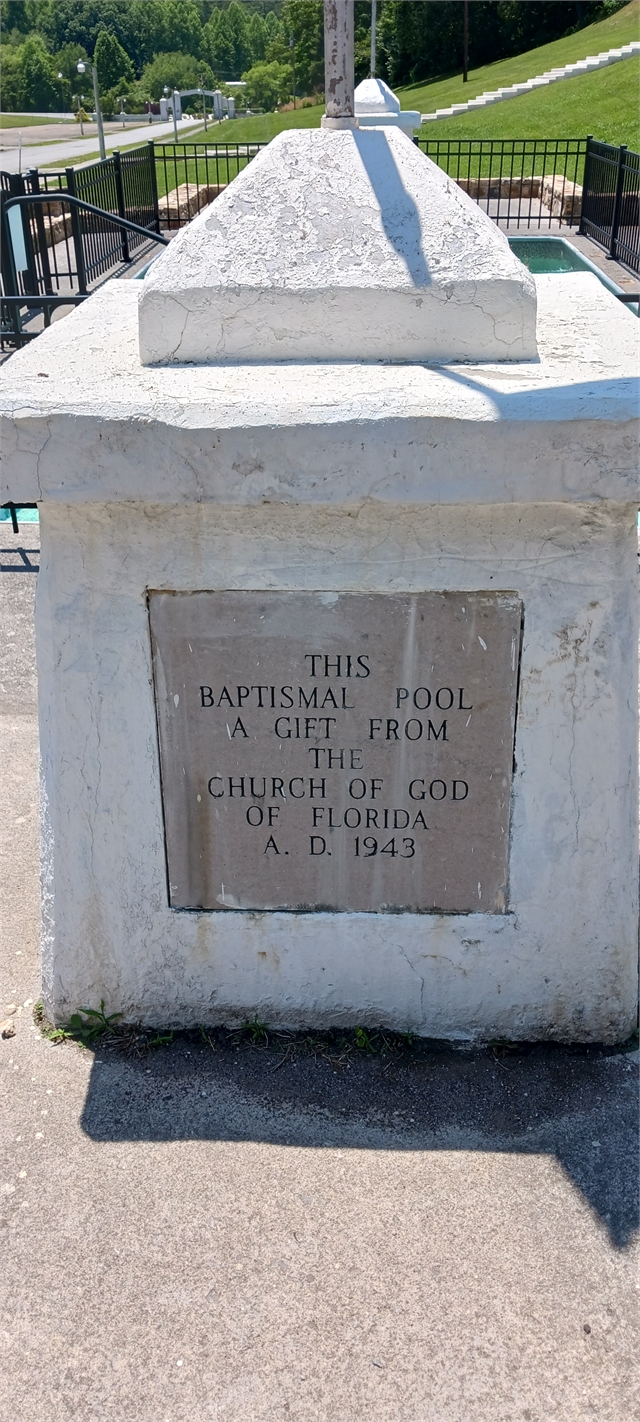 THIS
BAPTISMAL POOL
A GIFT FROM
THE
CHURCH OF GOD
OF FLORIDA
A. D. 1943